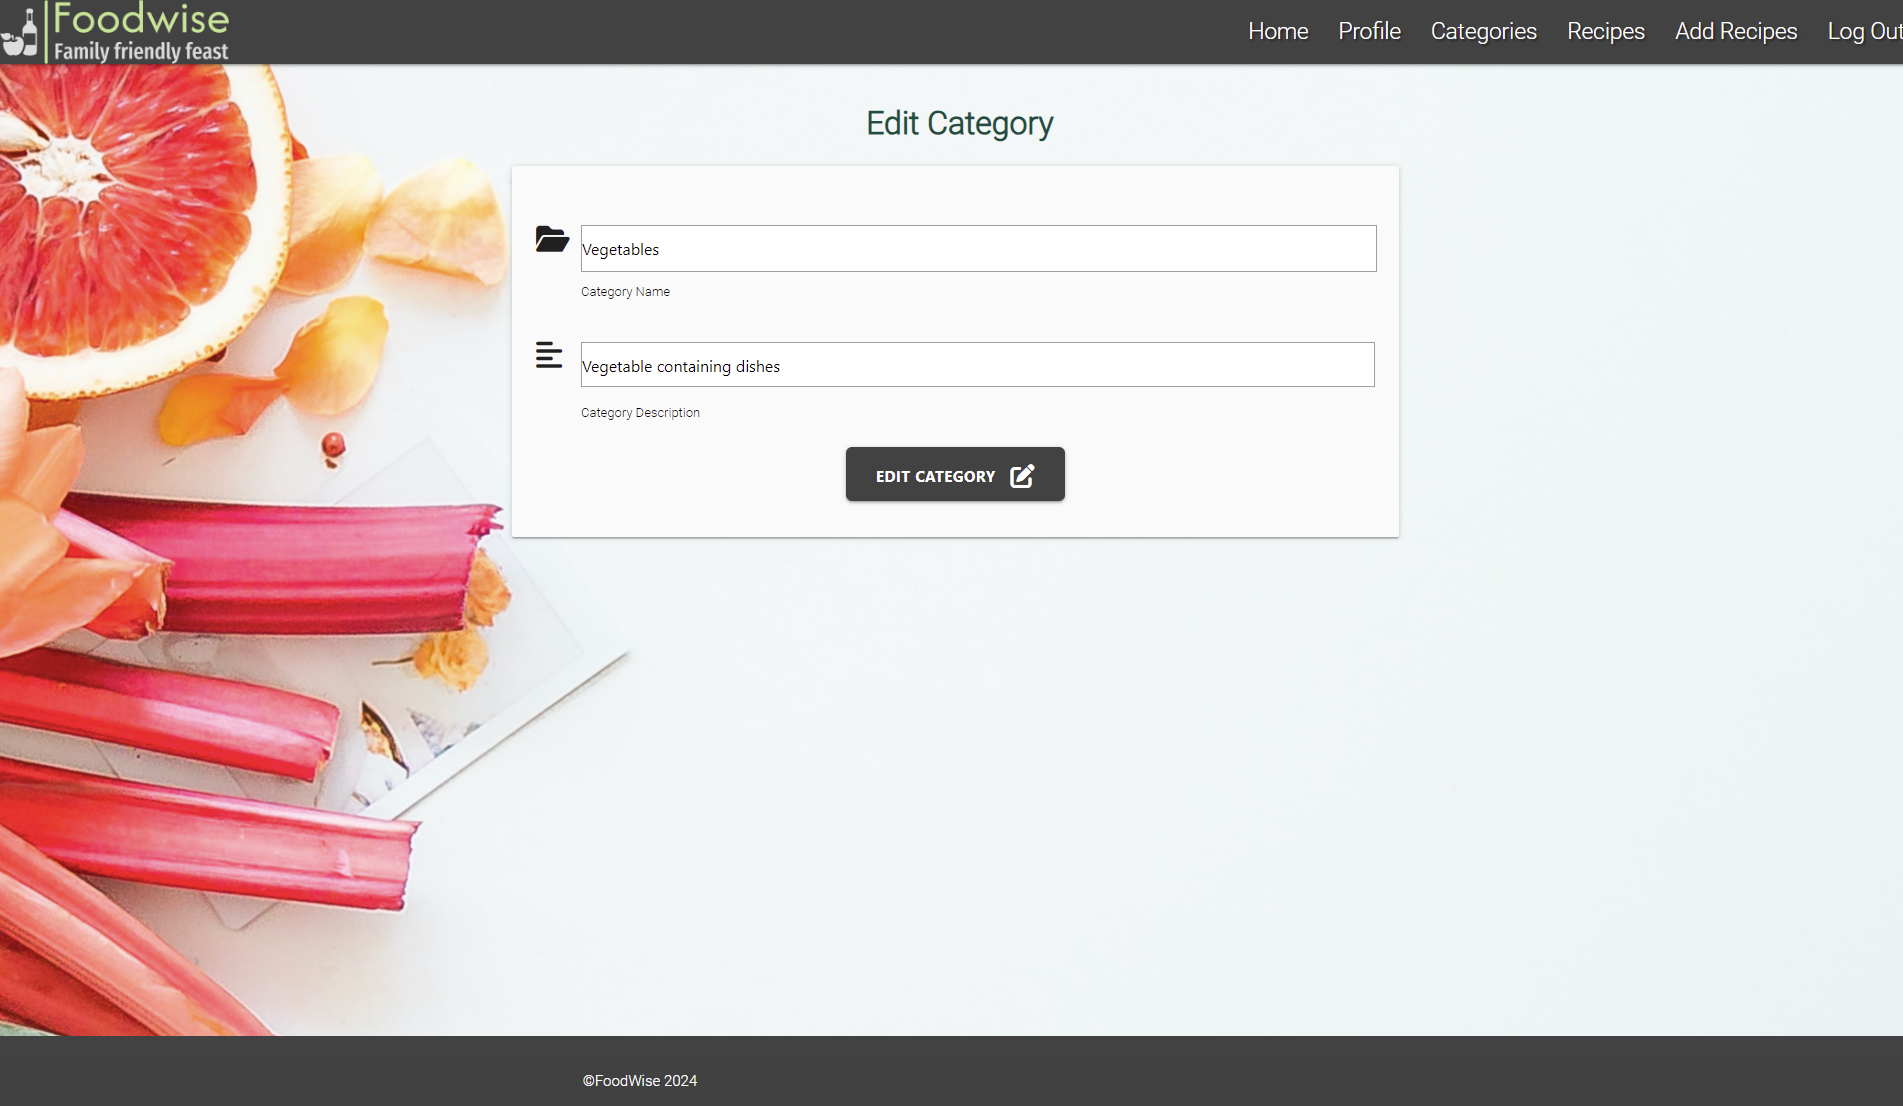 Foodwise
Family friendly feast
Home Profile Categories Recipes Add Recipes Log Out
Edit Category
Vegetables
Category Name
Vegetable containing dishes
Category Description
EDIT CATEGORY
©FoodWise 2024